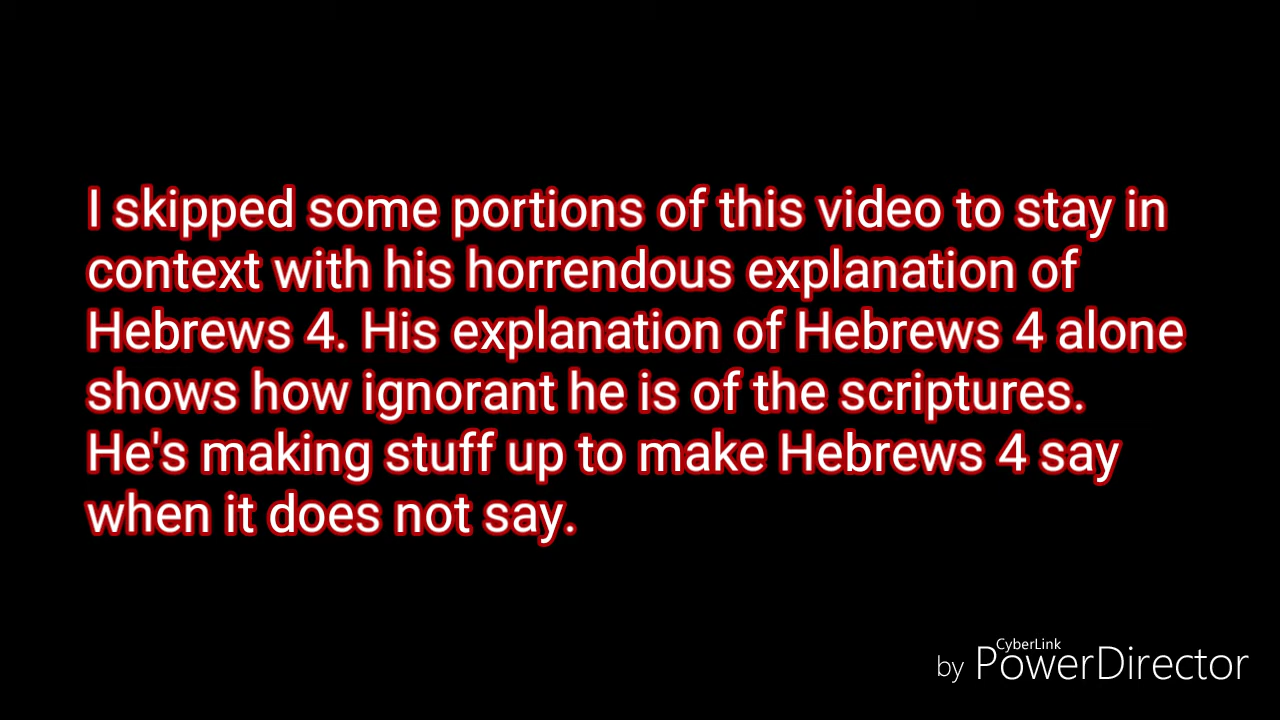 I skipped some portions of this video to stay in
context with his horrendous explanation of
Hebrews 4. His explanation of Hebrews 4 alone
shows how ignorant he is of the scriptures.
He's making stuff up to make Hebrews 4 say
when it does not say.
CyberLink
by PowerDirector